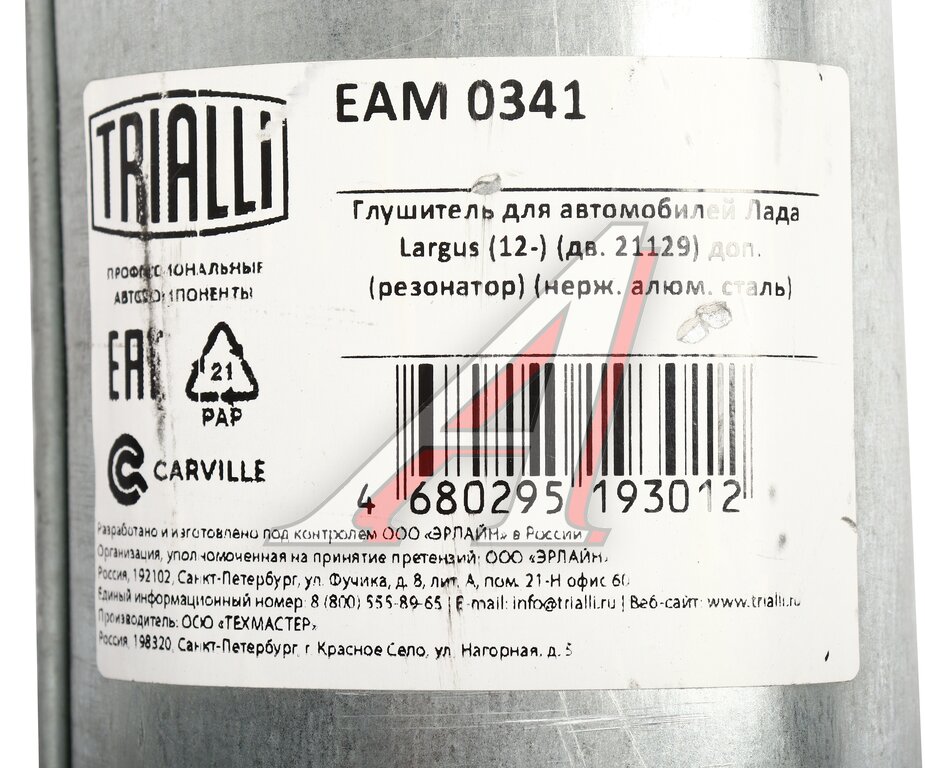 TRIALLI
EAM 0341
Глушитель для автомобилей Лада
Largus (12-) (дв. 21129) доп.
(резонатор) (нерж. алюм. сталь)
ПРОФЕССИОНАЛЬНЫЕ
АВТОКОМПОНЕНТЫ
EAC
21
PAP
CARVILLE
4 680295 193012
Разработано и изготовлено под контролем ООО «ЭРЛАЙН» в России
Организация, уполномоченная на принятие претензий: ООО «ЭРЛАЙН»
Россия, 192102, Санкт-Петербург, ул. Фучика, д. 8, лит. А, пом. 21-Н офис 60
Единый информационный номер: 8 (800) 555-89-65 | E-mail: info@trialli.ru | Веб-сайт: www.trialli.ru
Производитель: ООО «ТЕХМАСТЕР»
Россия, 198320, Санкт-Петербург, г. Красное Село, ул. Нагорная, д. 5